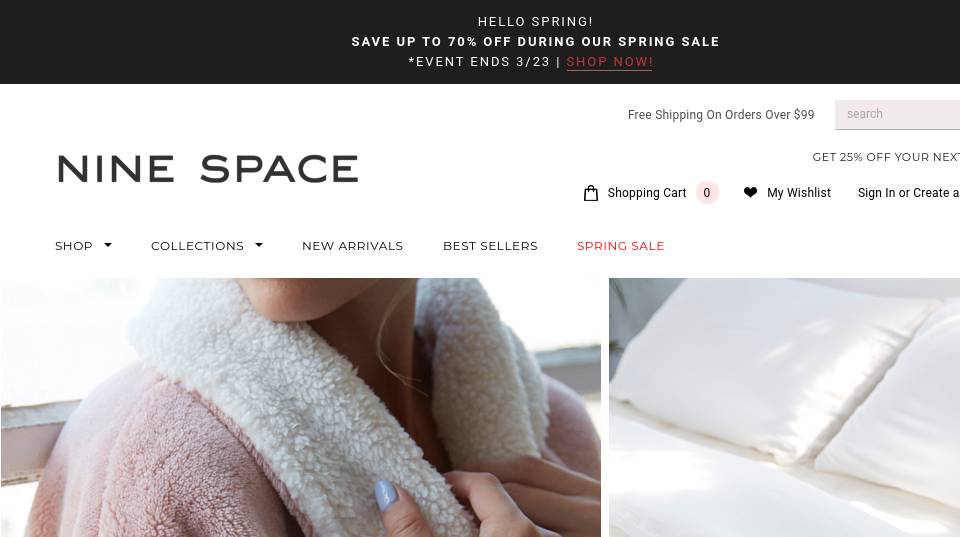 HELLO SPRING!
SAVE UP TO 70% OFF DURING OUR SPRING SALE
*EVENT ENDS 3/23 | SHOP NOW!
Free Shipping On Orders Over $99
search
GET 25% OFF YOUR NEXT
NINE SPACE
Shopping Cart 0
My Wishlist
Sign In or Create a
SHOP
COLLECTIONS
NEW ARRIVALS
BEST SELLERS
SPRING SALE